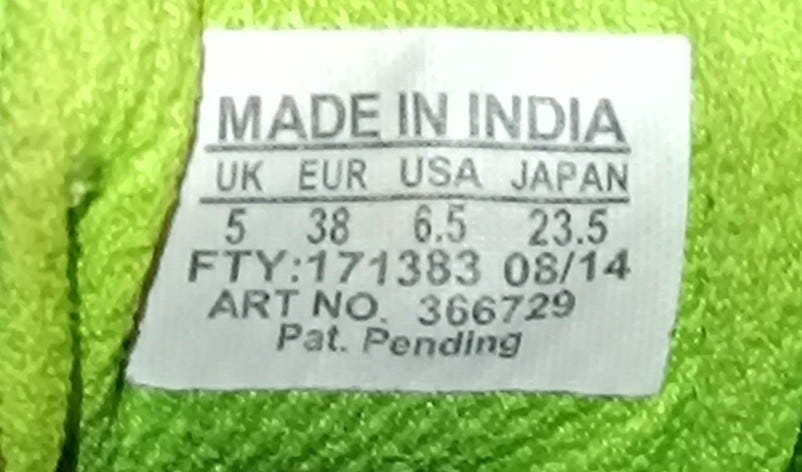 MADE IN INDIA
UK EUR USA JAPAN
5 38 6.5 23.5
FTY:171383 08/14
ART NO. 366729
Pat. Pending